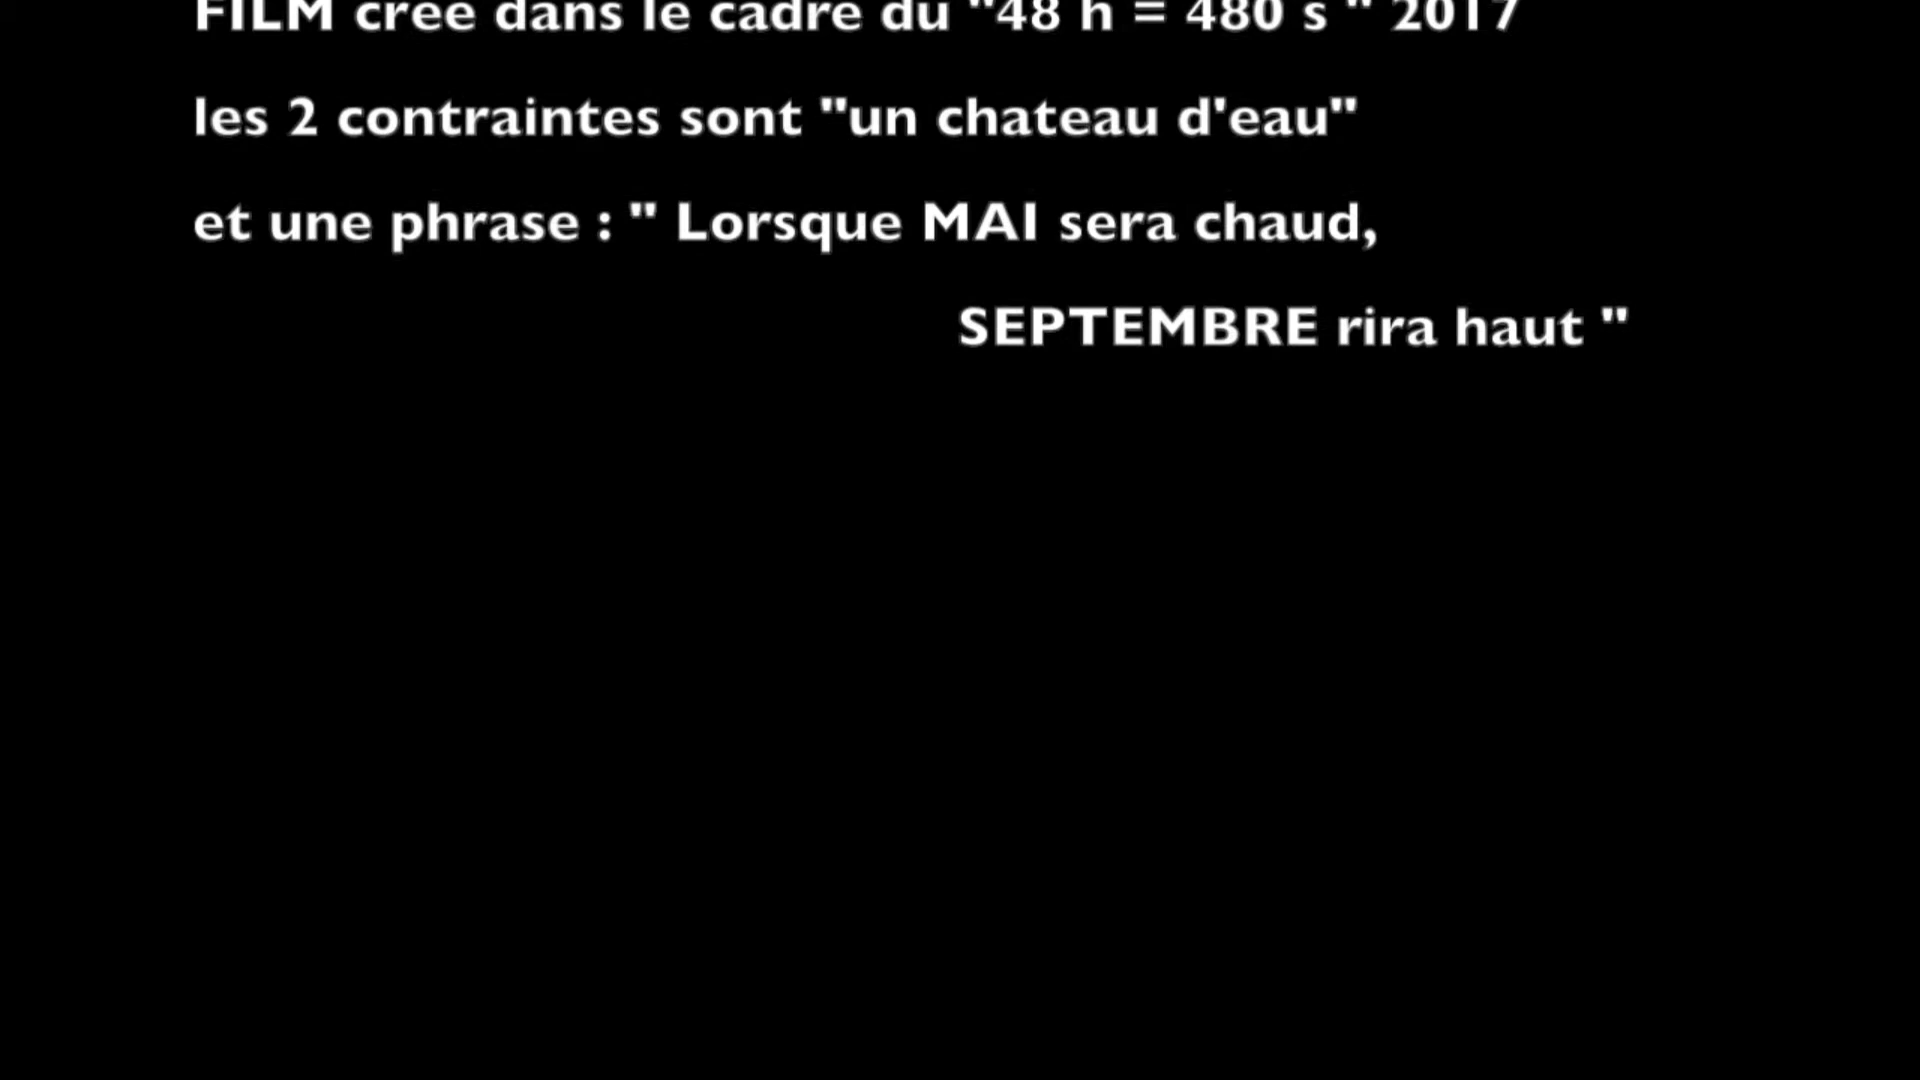 FILM créé dans le cadre du "48 h = 480 s " 2017
les 2 contraintes sont "un chateau d'eau"
et une phrase : " Lorsque MAI sera chaud,
SEPTEMBRE rira haut "